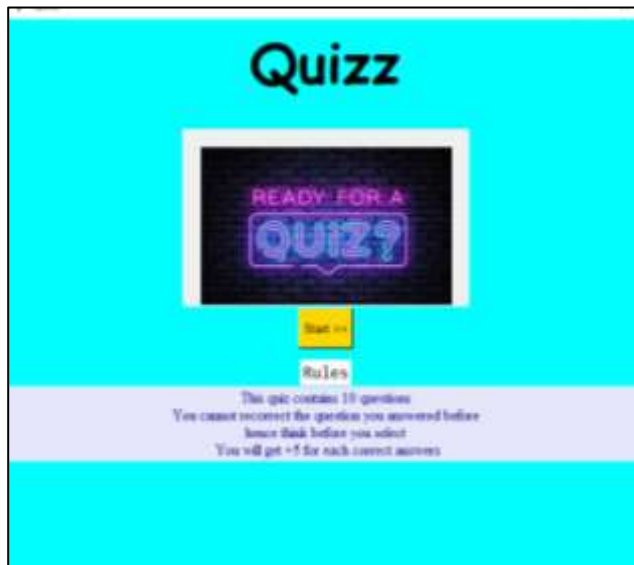 Quizz
READY FOR A
QUIZ?
Start >>
Rules
This quiz contains 10 questions
You cannot recorrect the question you answered before
hence think before you select
You will get +5 for each correct answers